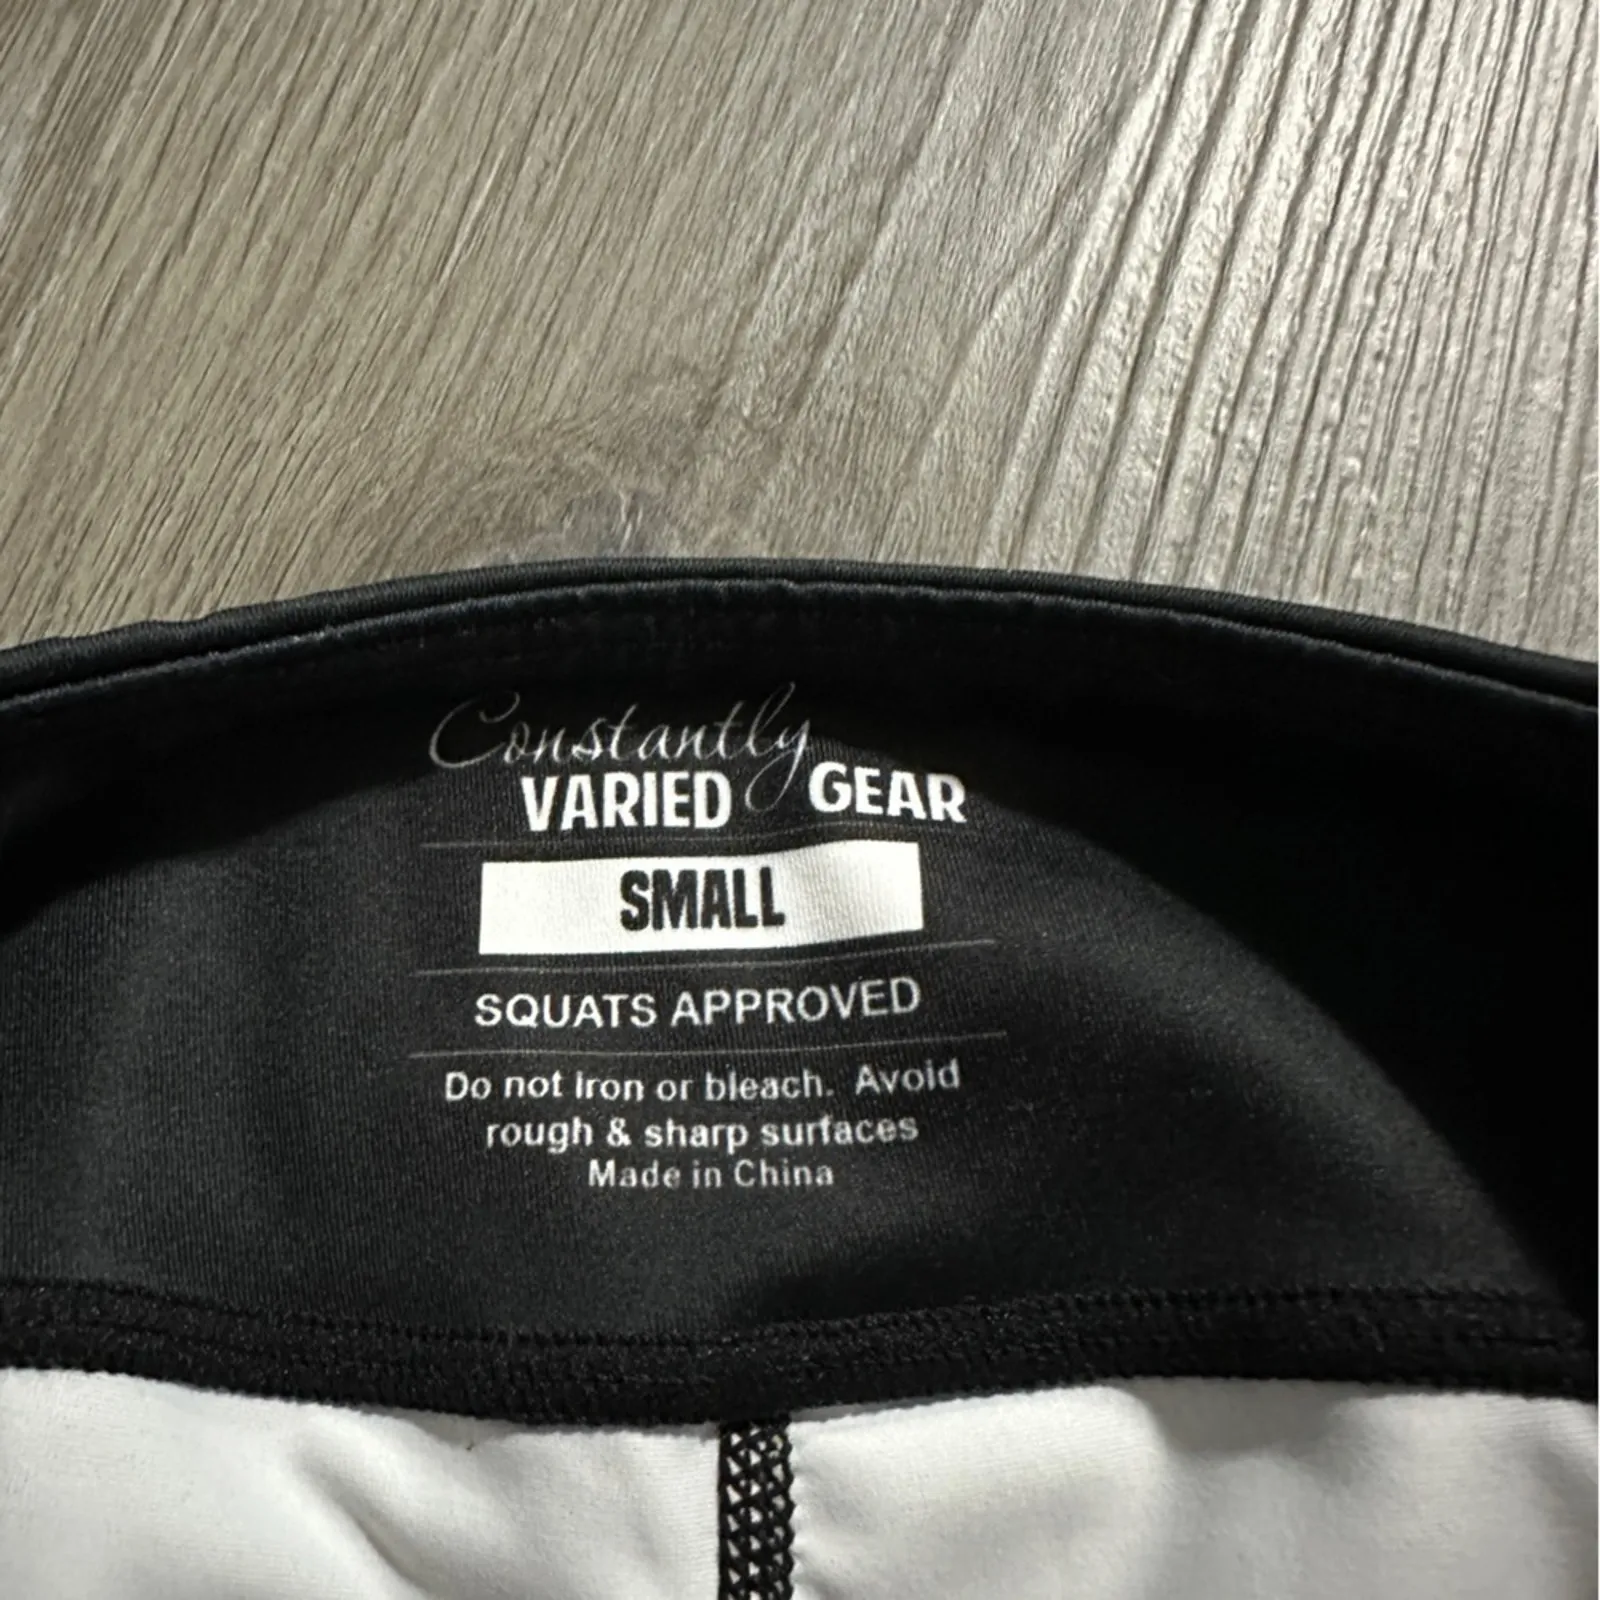 Constantly
VARIED GEAR
SMALL
SQUATS APPROVED
Do not iron or bleach. Avoid
rough & sharp surfaces
Made in China